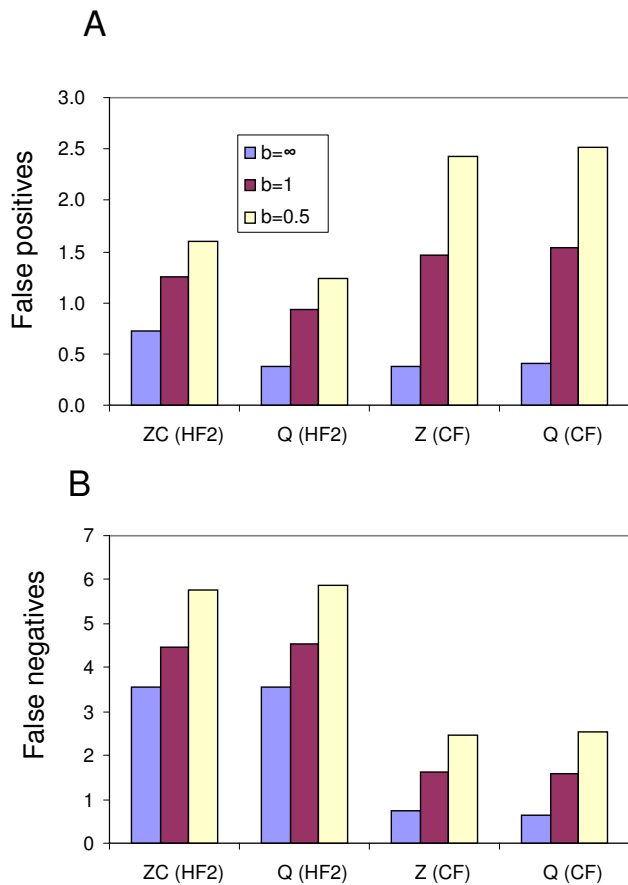 A
False positives
3.0
2.5
2.0
1.5
1.0
0.5
0.0
b=∞
b=1
b=0.5
ZC (HF2) Q (HF2) Z (CF) Q (CF)
B
False negatives
7
6
5
4
3
2
1
0
ZC (HF2) Q (HF2) Z (CF) Q (CF)